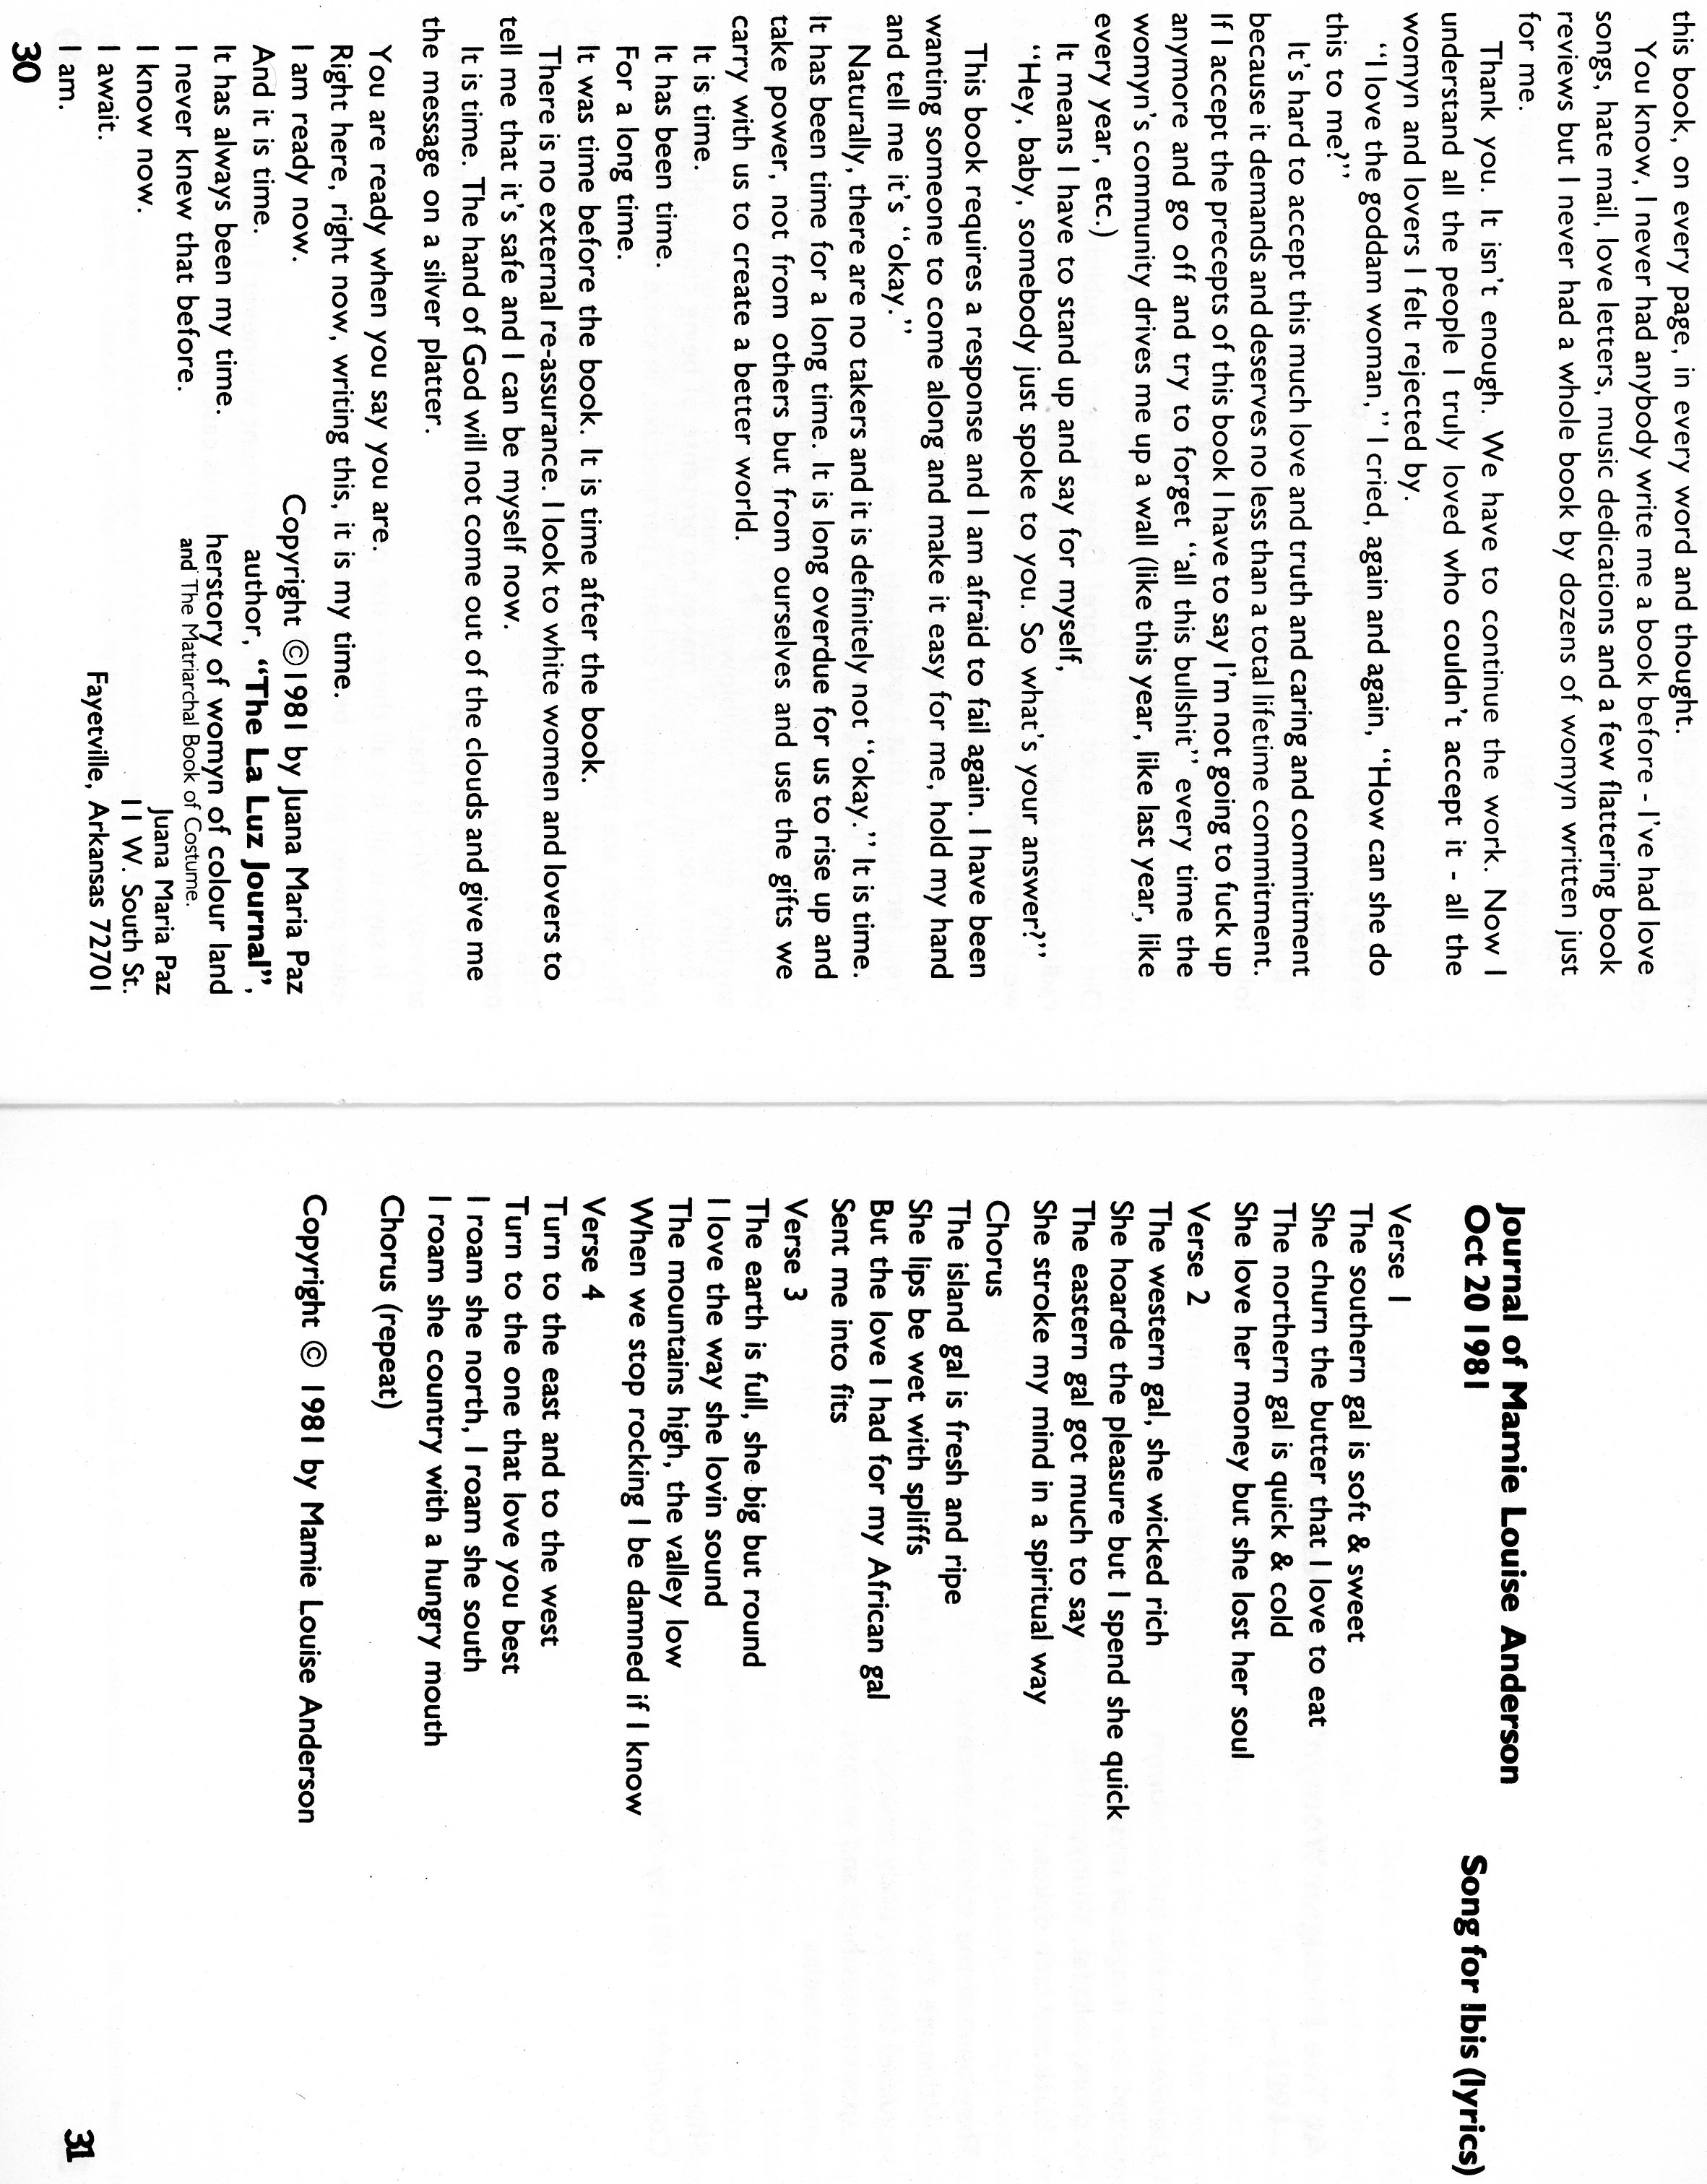 this book, on every page, in every word and thought.
You know, I never had anybody write me a book before - I've had love
songs, hate mail, love letters, music dedications and a few flattering book
reviews but I never had a whole book by dozens of womyn written just
for me.
Thank you. It isn't enough. We have to continue the work. Now I
understand all the people I truly loved who couldn't accept it - all the
womyn and lovers I felt rejected by.
"I love the goddam woman," I cried, again and again, "How can she do
this to me?"
It's hard to accept this much love and truth and caring and commitment
because it demands and deserves no less than a total lifetime commitment.
If I accept the precepts of this book I have to say I'm not going to fuck up
anymore and go off and try to forget "all this bullshit" every time the
womyn's community drives me up a wall (like this year, like last year, like
every year, etc.)
It means I have to stand up and say for myself,
"Hey, baby, somebody just spoke to you. So what's your answer?"
This book requires a response and I am afraid to fail again. I have been
wanting someone to come along and make it easy for me, hold my hand
and tell me it's "okay."
Naturally, there are no takers and it is definitely not "okay." It is time.
It has been time for a long time. It is long overdue for us to rise up and
take power, not from others but from ourselves and use the gifts we
carry with us to create a better world.
It is time.
It has been time.
For a long time.
It was time before the book. It is time after the book.
There is no external re-assurance. I look to white women and lovers to
tell me that it's safe and I can be myself now.
It is time. The hand of God will not come out of the clouds and give me
the message on a silver platter.
You are ready when you say you are.
Right here, right now, writing this, it is my time.
I am ready now.
And it is time.
It has always been my time.
I never knew that before.
I know now.
I await.
I am.
Copyright © 1981 by Juana Maria Paz
author, "The La Luz Journal",
herstory of womyn of colour land
and The Matriarchal Book of Costume.
Juana Maria Paz
11 W. South St.
Fayetville, Arkansas 72701
30
Journal of Mamie Louise Anderson
Oct 20 1981
Song for Ibis (lyrics)
Verse 1
The southern gal is soft & sweet
She churn the butter that I love to eat
The northern gal is quick & cold
She love her money but she lost her soul
Verse 2
The western gal, she wicked rich
She hoarde the pleasure but I spend she quick
The eastern gal got much to say
She stroke my mind in a spiritual way
Chorus
The island gal is fresh and ripe
She lips be wet with spliffs
But the love I had for my African gal
Sent me into fits
Verse 3
The earth is full, she big but round
I love the way she lovin sound
The mountains high, the valley low
When we stop rocking I be damned if I know
Verse 4
Turn to the east and to the west
Turn to the one that love you best
I roam she north, I roam she south
I roam she country with a hungry mouth
Chorus (repeat)
Copyright © 1981 by Mamie Louise Anderson
31